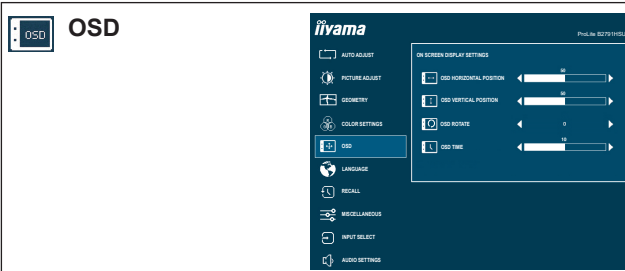 OSD
OSD
iiyama
ProLite B2791HSU
AUTO ADJUST
PICTURE ADJUST
GEOMETRY
COLOR SETTINGS
OSD
LANGUAGE
RECALL
MISCELLANEOUS
INPUT SELECT
AUDIO SETTINGS
ON SCREEN DISPLAY SETTINGS
OSD HORIZONTAL POSITION
50
OSD VERTICAL POSITION
50
OSD ROTATE
0
OSD TIME
10